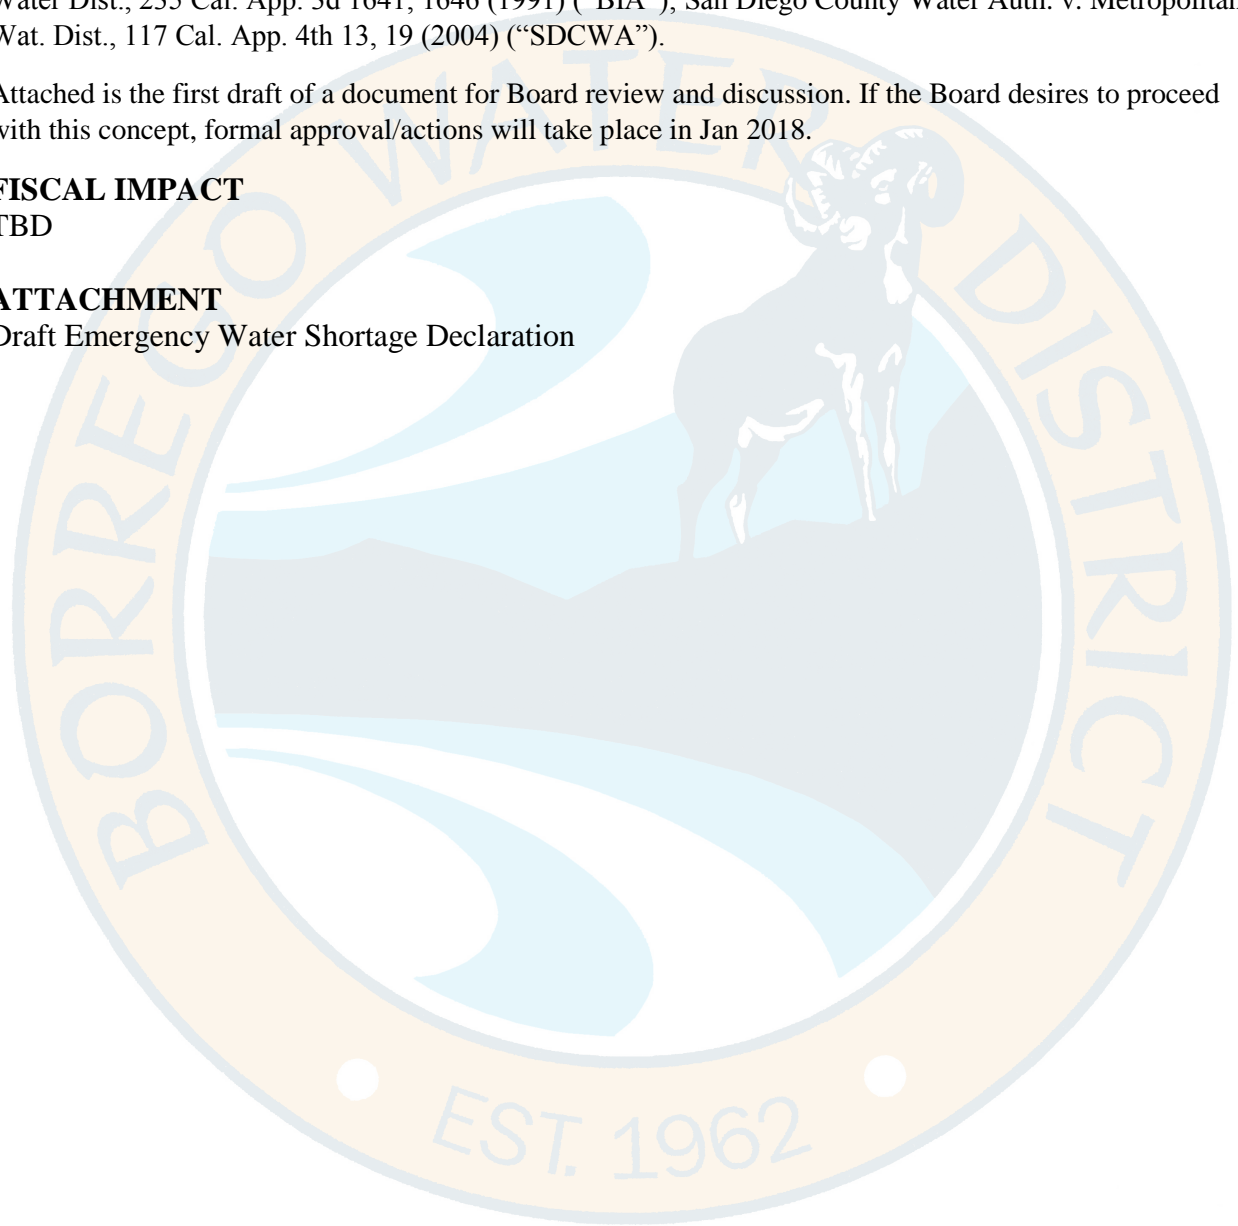 Water Dist., 235 Cal. App. 3d 1641, 1646 (1991) (“BIA”); San Diego County Water Auth. v. Metropolitan
Wat. Dist., 117 Cal. App. 4th 13, 19 (2004) (“SDCWA”).
Attached is the first draft of a document for Board review and discussion. If the Board desires to proceed
with this concept, formal approval/actions will take place in Jan 2018.
FISCAL IMPACT
TBD
ATTACHMENT
Draft Emergency Water Shortage Declaration
BORREGO WATER DISTRICT
EST. 1962